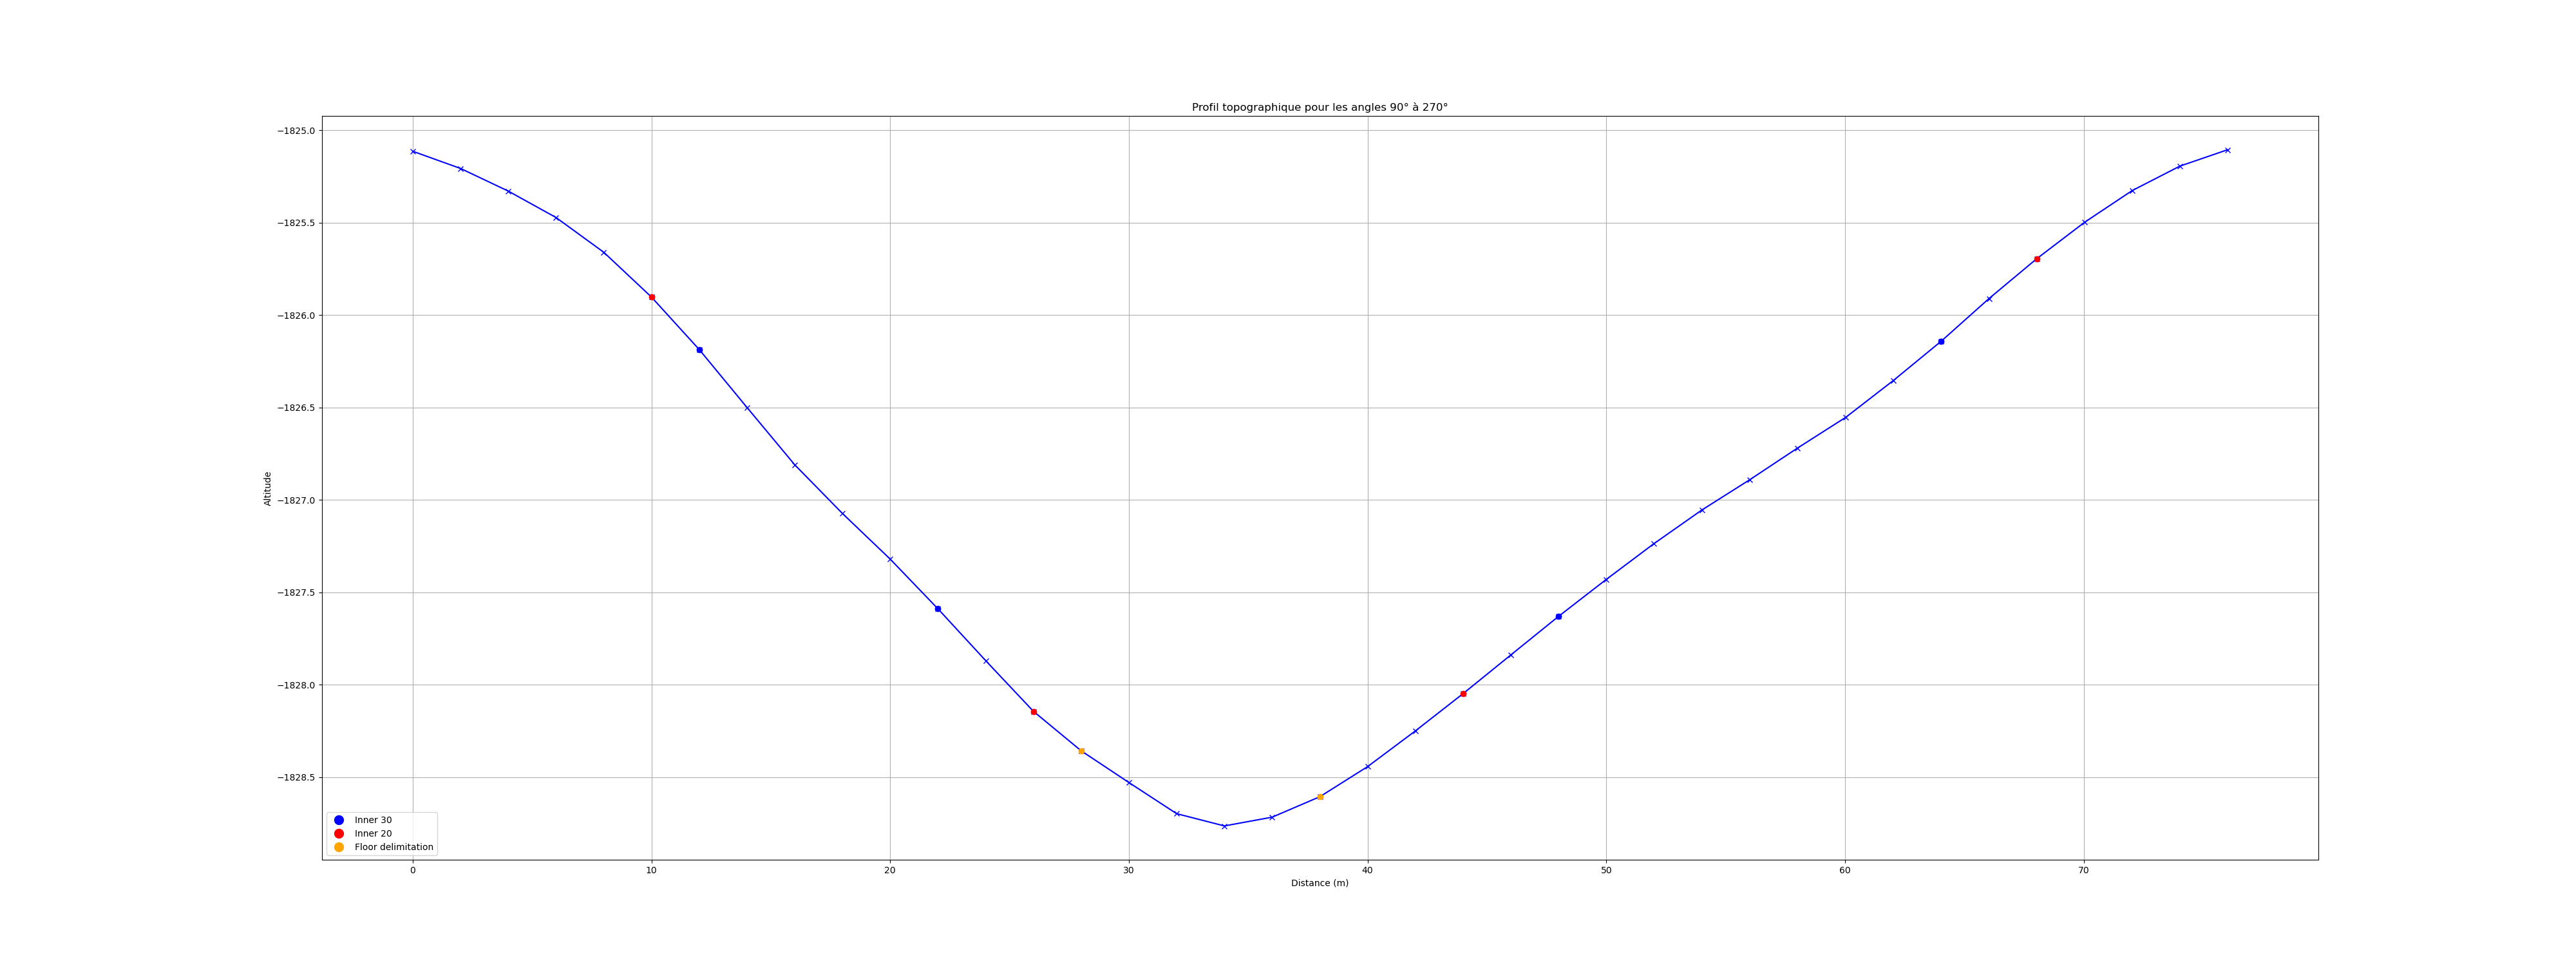 Profil topographique pour les angles 90° à 270°
−1825.0
−1825.5
−1826.0
−1826.5
−1827.0
−1827.5
−1828.0
−1828.5
Altitude
Inner 30
Inner 20
Floor delimitation
0 10 20 30 40 50 60 70
Distance (m)